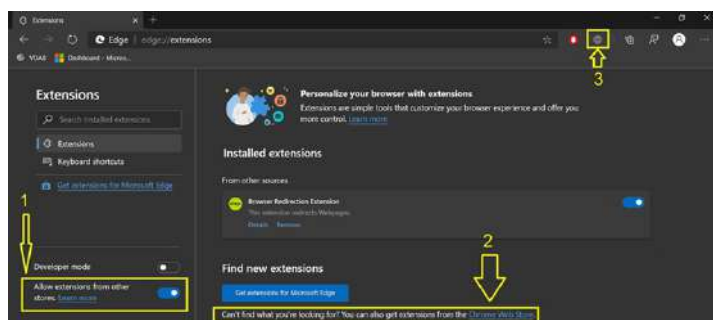 Extensions
Edge | edge://extensions
VDAS
Dashboard - Micros...
3
Extensions
Search installed extensions
Extensions
Keyboard shortcuts
Get extensions for Microsoft Edge
1
Developer mode
Allow extensions from other
stores. Learn more
Personalize your browser with extensions
Extensions are simple tools that customize your browser experience and offer you
more control. Learn more
Installed extensions
From other sources
Browser Redirection Extension
This extension redirects Webpages
Details Remove
2
Find new extensions
Get extensions for Microsoft Edge
Can't find what you're looking for? You can also get extensions from the Chrome Web Store.